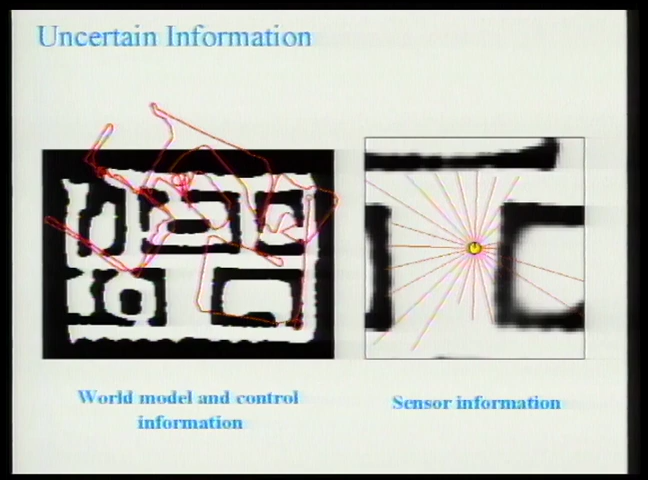 Uncertain Information
World model and control
information
Sensor information